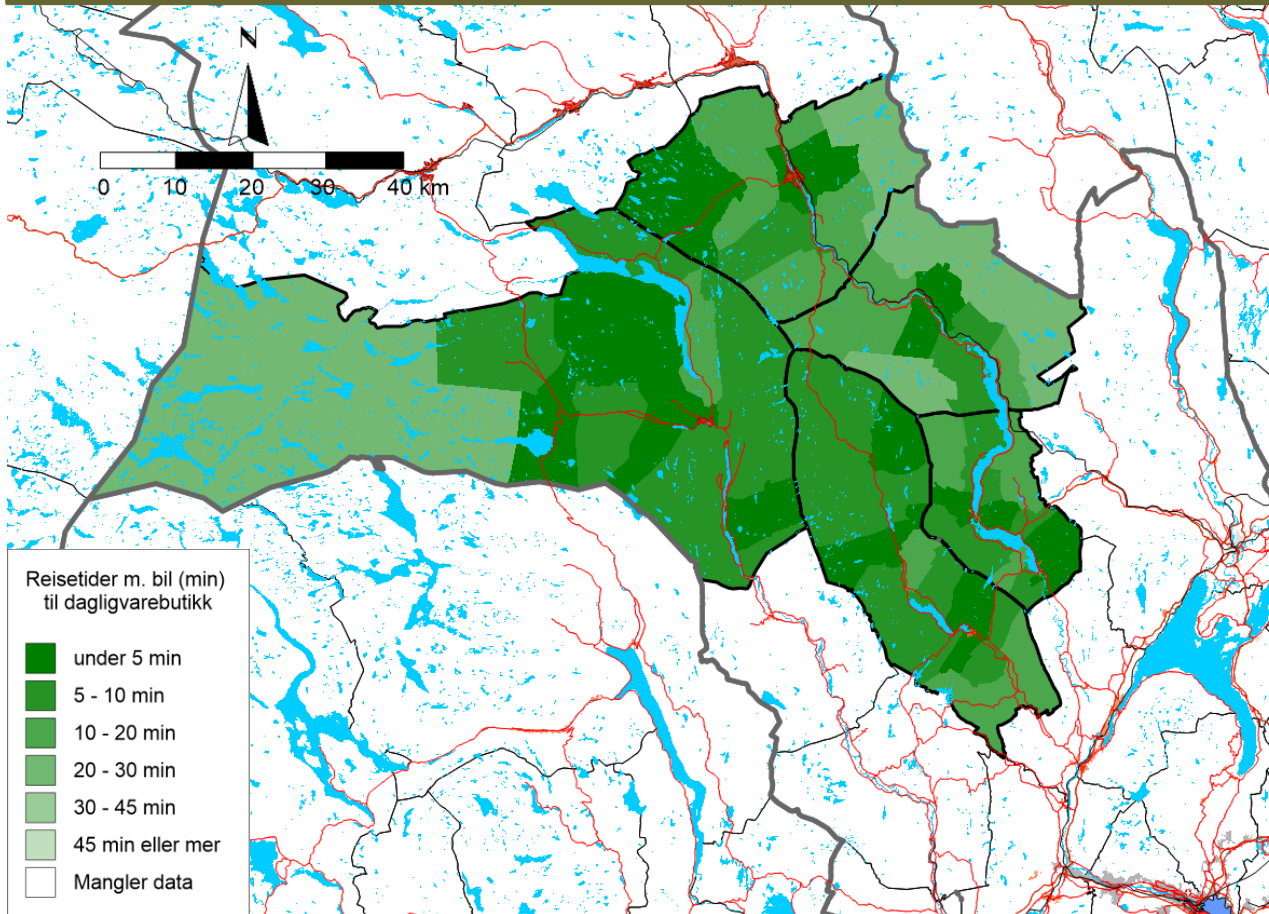 N
0 10 20 30 40 km
Reisetider m. bil (min)
til dagligvarebutikk
under 5 min
5 - 10 min
10 - 20 min
20 - 30 min
30 - 45 min
45 min eller mer
Mangler data